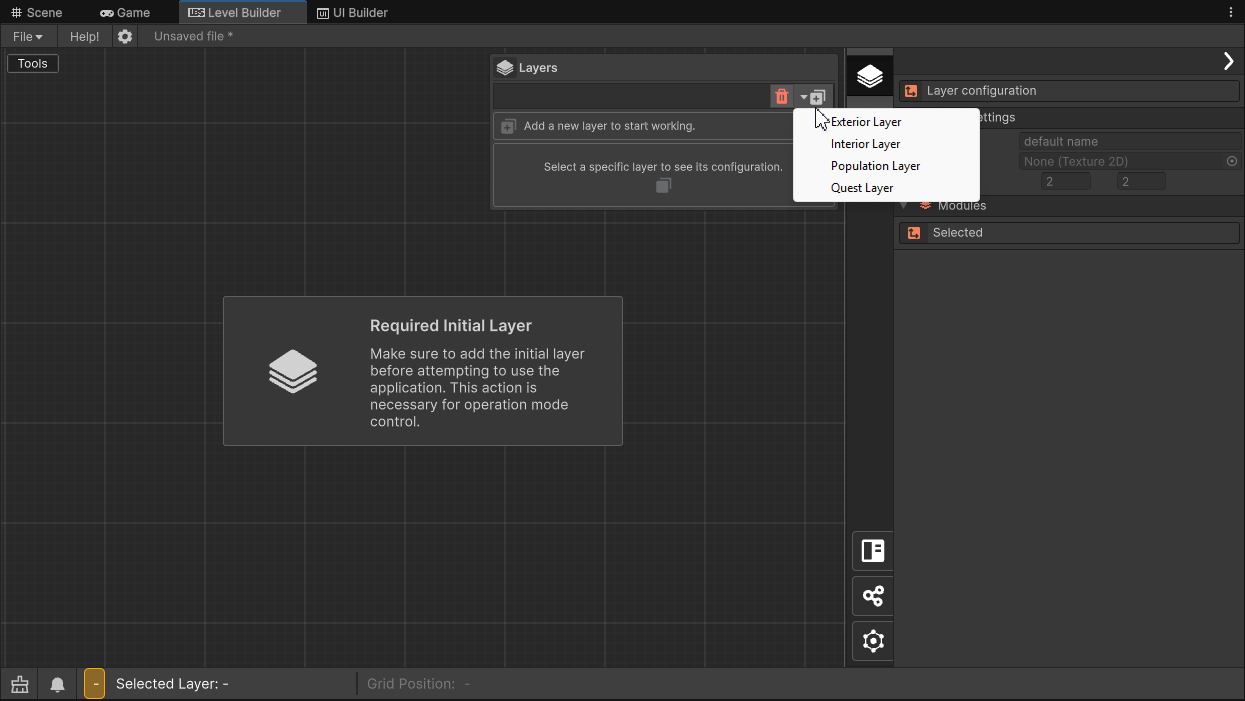 Scene
Game
LBS Level Builder
UI UI Builder
File
Help!
Unsaved file *
Tools
Layers
Layer configuration
Add a new layer to start working.
Exterior Layer
ettings
Select a specific layer to see its configuration.
Interior Layer
default name
Population Layer
None (Texture 2D)
Quest Layer
2
2
Modules
Selected
Required Initial Layer
Make sure to add the initial layer
before attempting to use the
application. This action is
necessary for operation mode
control.
-
Selected Layer: -
Grid Position: -